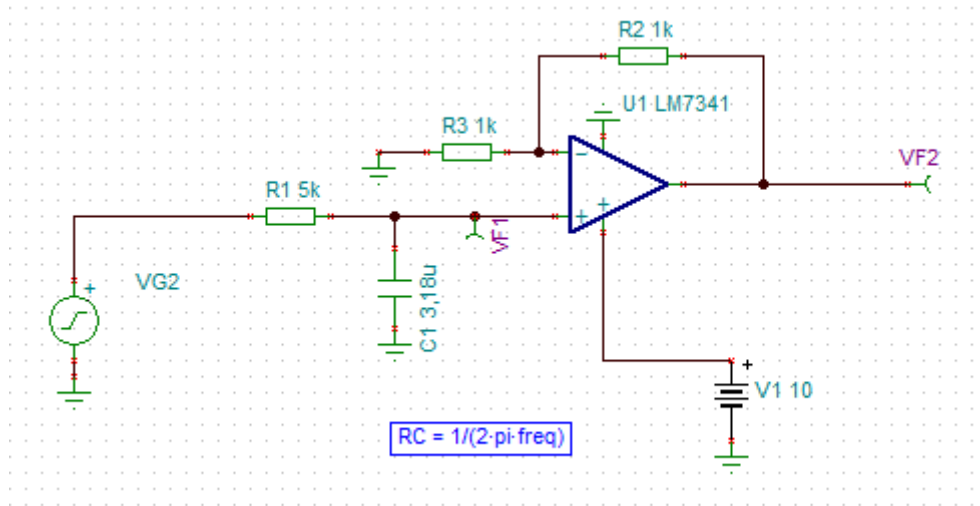 R2 1k
U1 LM7341
R3 1k
VF2
R1 5k
VF1
VG2
C1 3,18u
V1 10
RC = 1/(2·pi·freq)